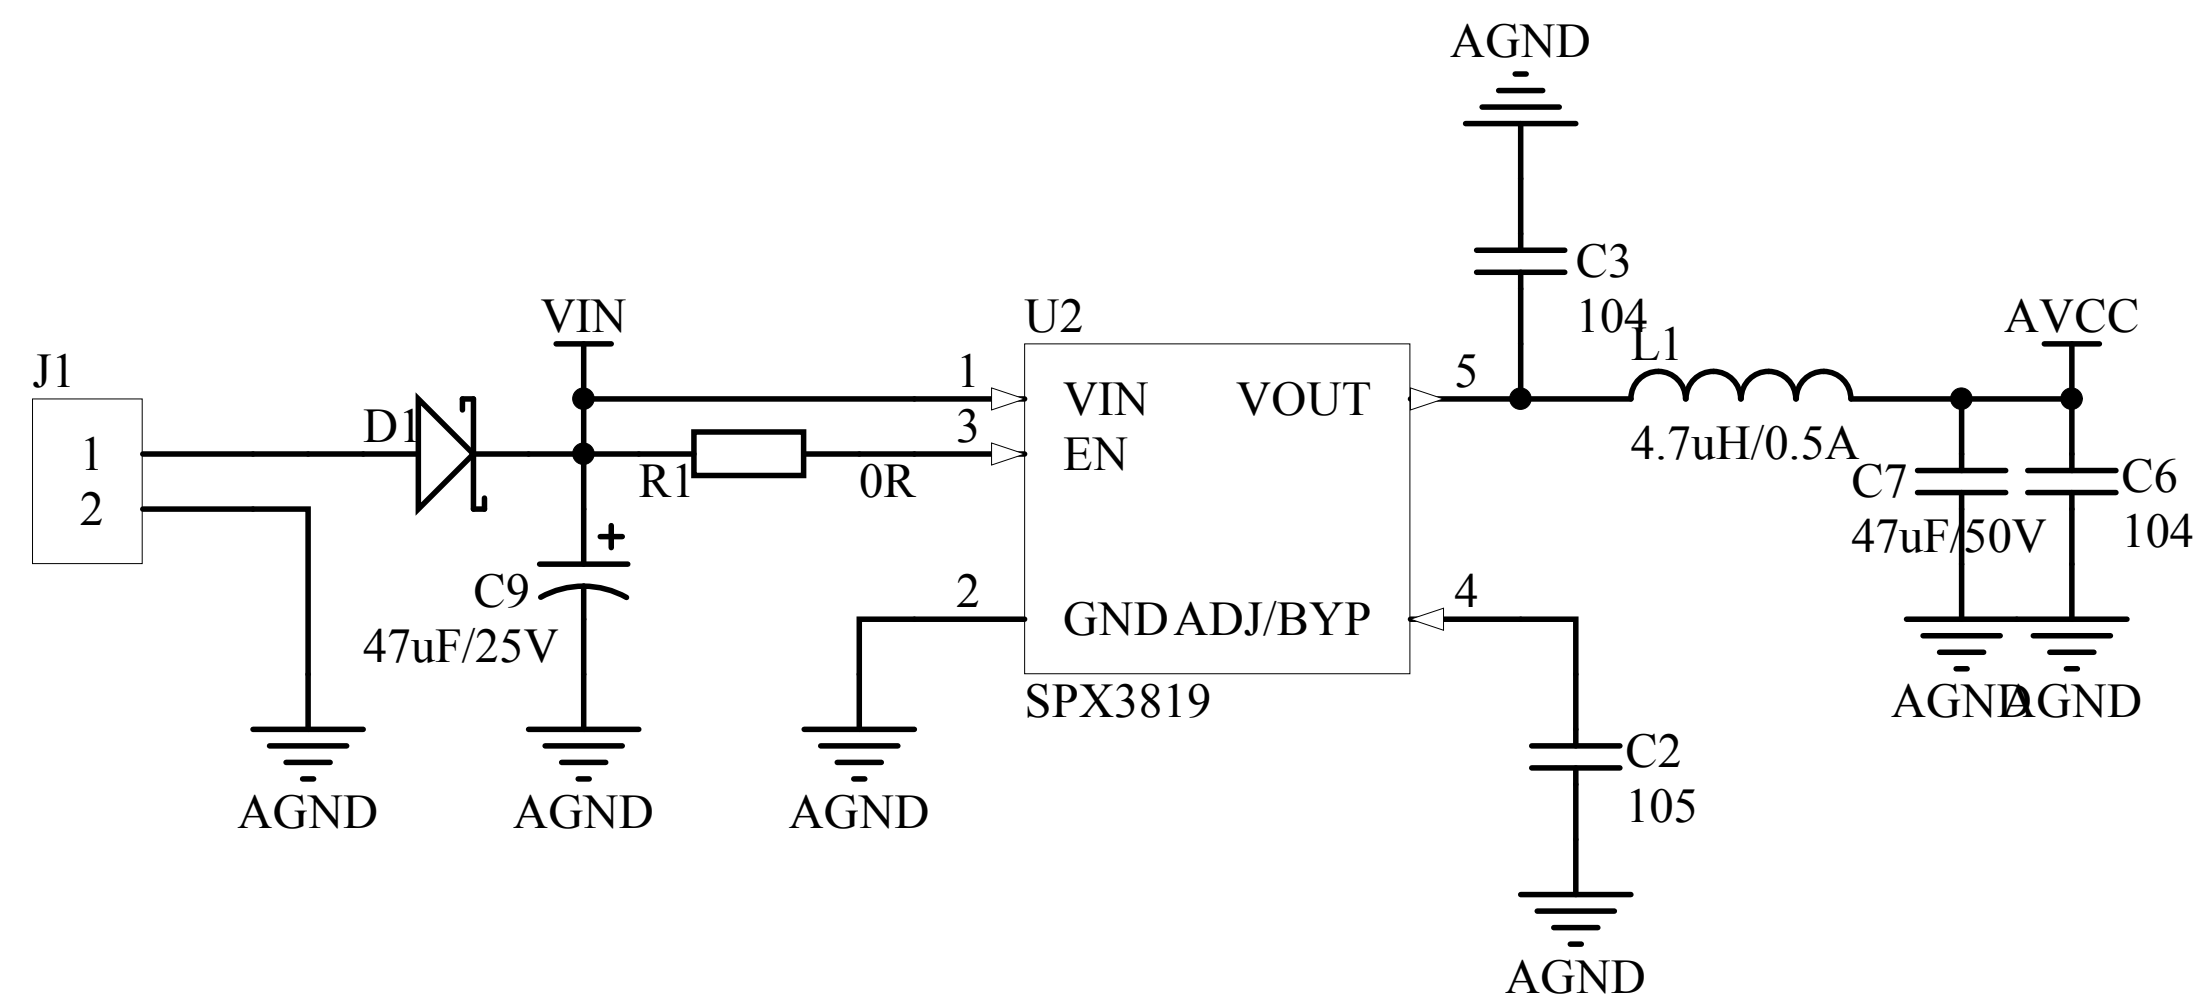 AGND
C3
104
VIN
U2
L1
AVCC
J1
1
5
VIN
VOUT
D1
3
4.7uH/0.5A
1
EN
R1
0R
C7
C6
2
47uF/50V
104
C9
2
4
GND
ADJ/BYP
47uF/25V
SPX3819
AGND
AGND
C2
105
AGND
AGND
AGND
AGND
+